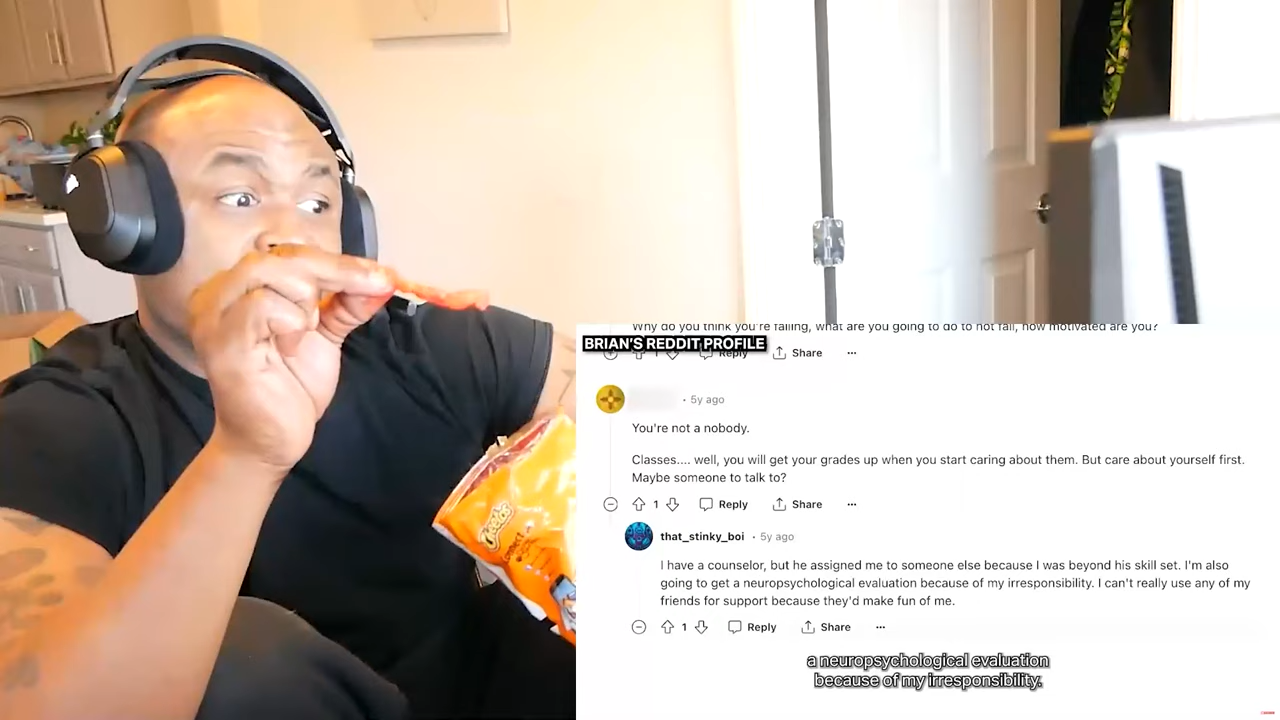 Why do you think you're failing, what are you going to do to not fail, how motivated are you?
BRIAN'S REDDIT PROFILE
1 Reply Share ...
• 5y ago
You're not a nobody.
Classes.... well, you will get your grades up when you start caring about them. But care about yourself first.
Maybe someone to talk to?
1 Reply Share ...
that_stinky_boi • 5y ago
I have a counselor, but he assigned me to someone else because I was beyond his skill set. I'm also
going to get a neuropsychological evaluation because of my irresponsibility. I can't really use any of my
friends for support because they'd make fun of me.
1 Reply Share ...
a neuropsychological evaluation
because of my irresponsibility.
Cheetos